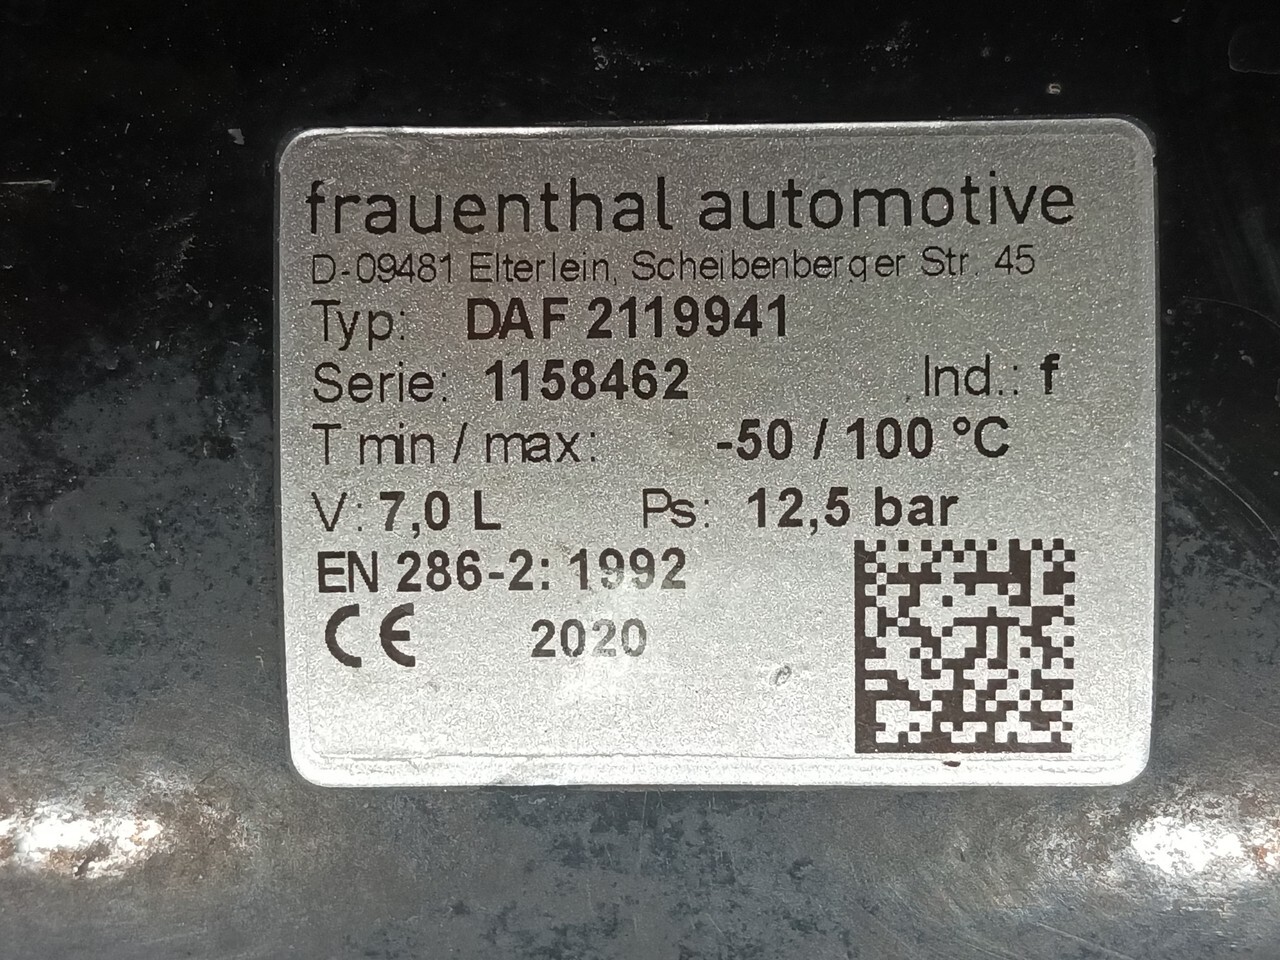 frauenthal automotive
D-09481 Elterlein, Scheibenberger Str. 45
Typ: DAF 2119941
Serie: 1158462 Ind.: f
T min / max: -50 / 100 °C
V: 7,0 L Ps: 12,5 bar
EN 286-2: 1992
CE 2020